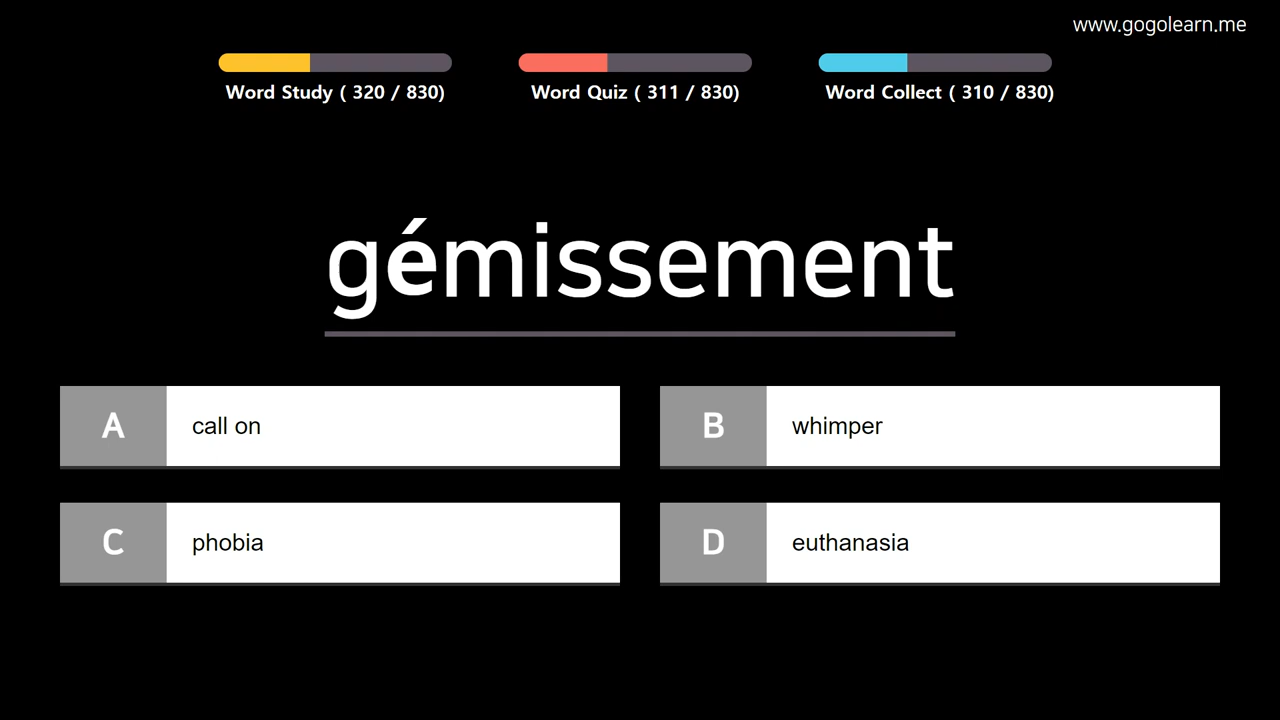 www.gogolearn.me
Word Study ( 320 / 830)
Word Quiz ( 311 / 830)
Word Collect ( 310 / 830)
gémissement
A call on
B whimper
C phobia
D euthanasia